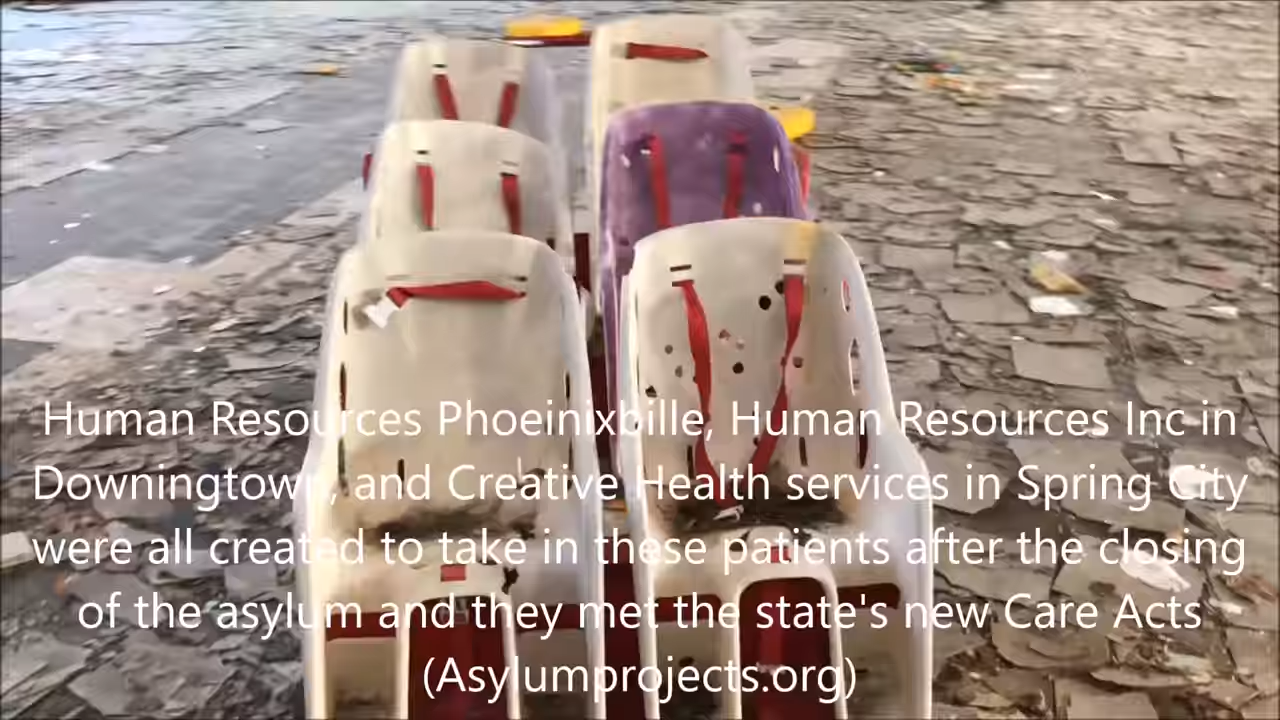 Human Resources Phoeinixbille, Human Resources Inc in
Downingtown, and Creative Health services in Spring City
were all created to take in these patients after the closing
of the asylum and they met the state's new Care Acts
(Asylumprojects.org)